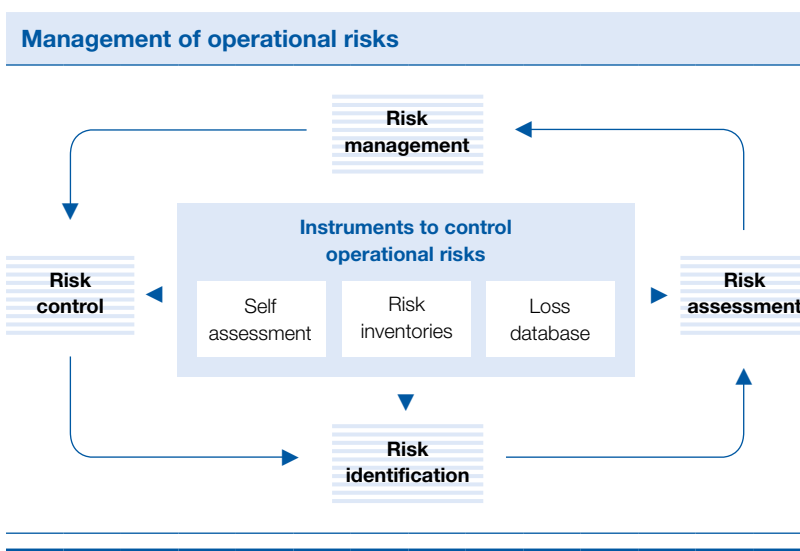 Management of operational risks
Risk
management
Instruments to control
operational risks
Risk
control
Self
assessment
Risk
inventories
Loss
database
Risk
assessment
Risk
identification